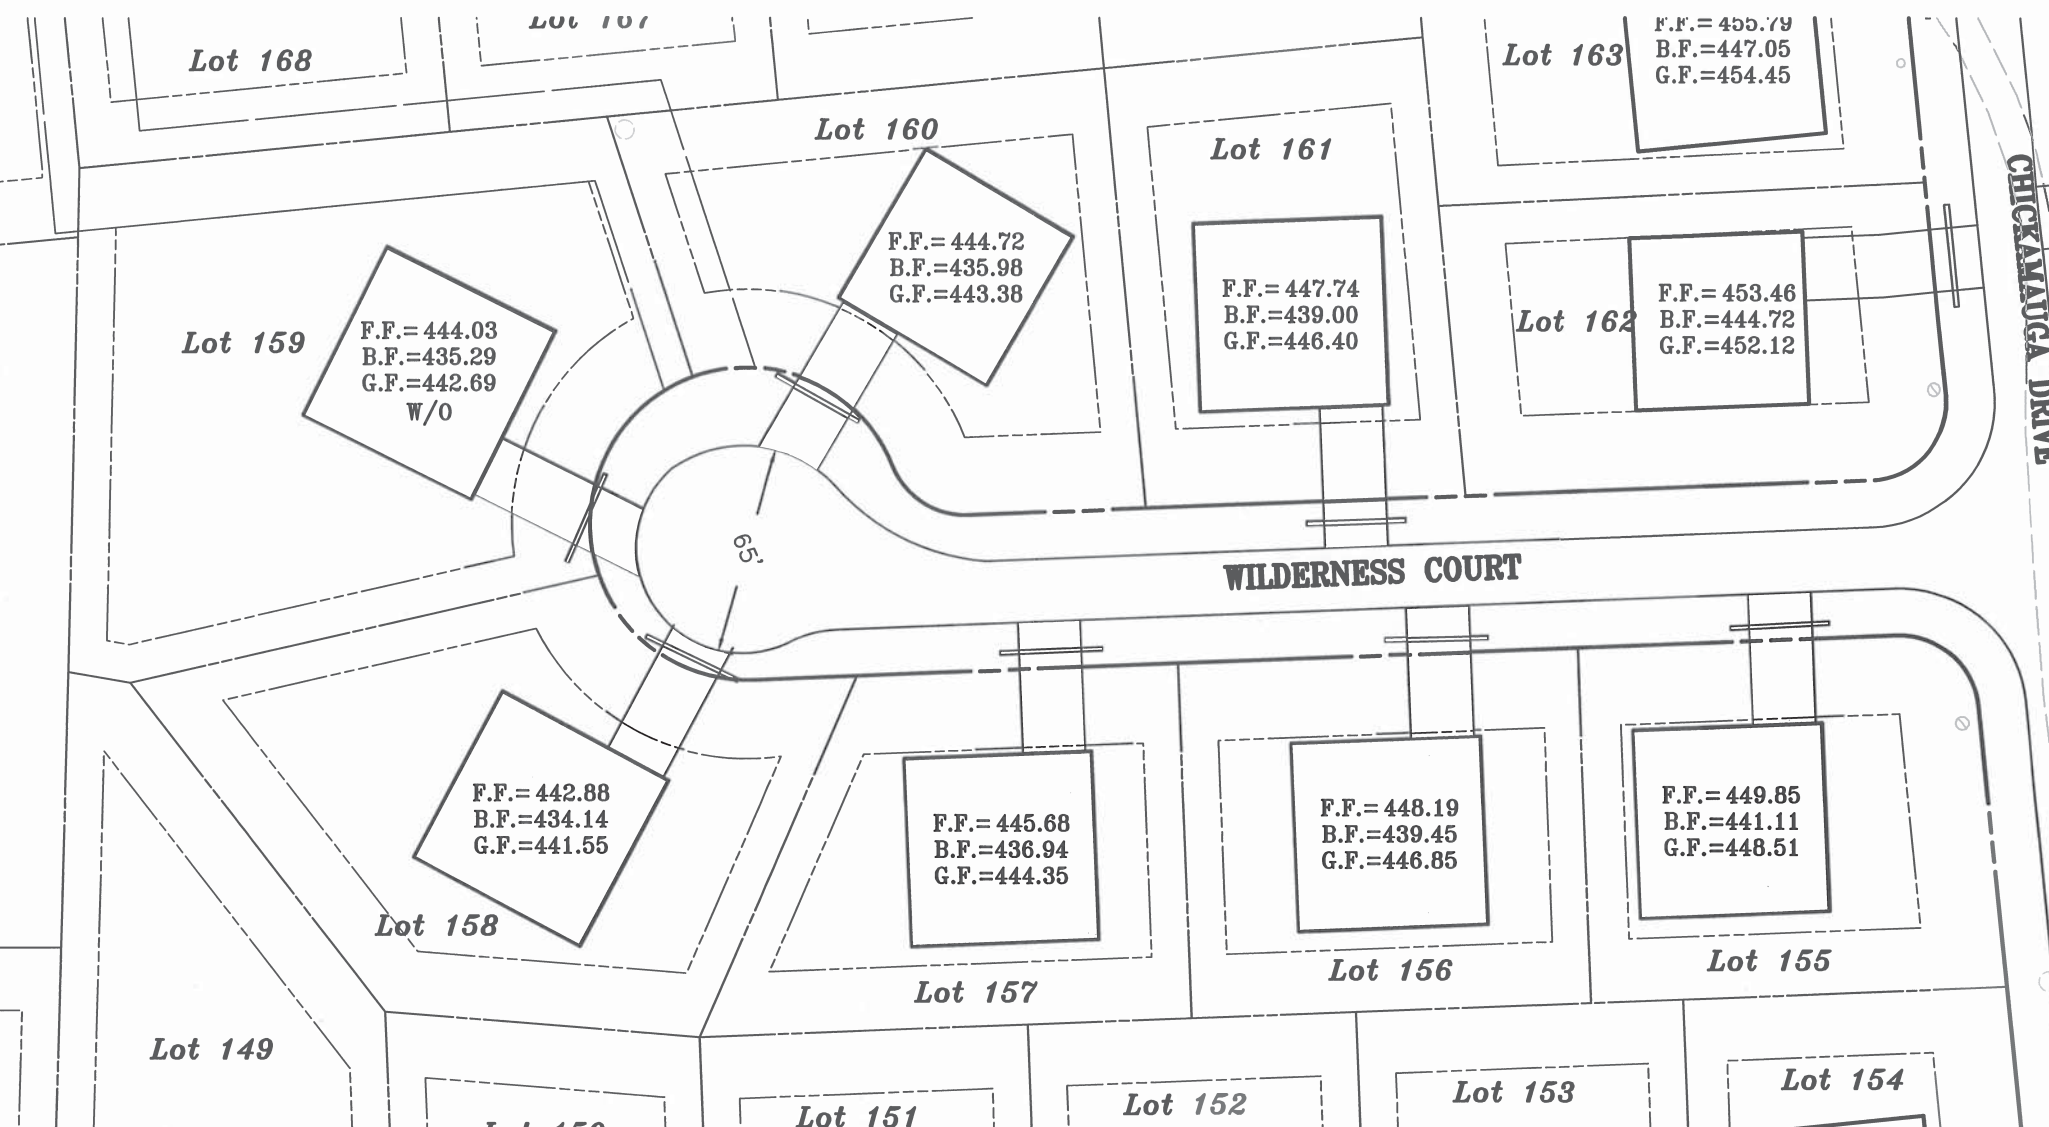 Lot 167
Lot 168
Lot 163
F.F.= 455.79
B.F.=447.05
G.F.=454.45
Lot 160
Lot 161
F.F.= 444.72
B.F.=435.98
G.F.=443.38
Lot 159
F.F.= 444.03
B.F.=435.29
G.F.=442.69
W/O
F.F.= 447.74
B.F.=439.00
G.F.=446.40
Lot 162
F.F.= 453.46
B.F.=444.72
G.F.=452.12
CHICKAMAUGA DRIVE
65'
WILDERNESS COURT
F.F.= 442.88
B.F.=434.14
G.F.=441.55
Lot 158
F.F.= 445.68
B.F.=436.94
G.F.=444.35
Lot 157
F.F.= 448.19
B.F.=439.45
G.F.=446.85
Lot 156
F.F.= 449.85
B.F.=441.11
G.F.=448.51
Lot 155
Lot 149
Lot 150
Lot 151
Lot 152
Lot 153
Lot 154